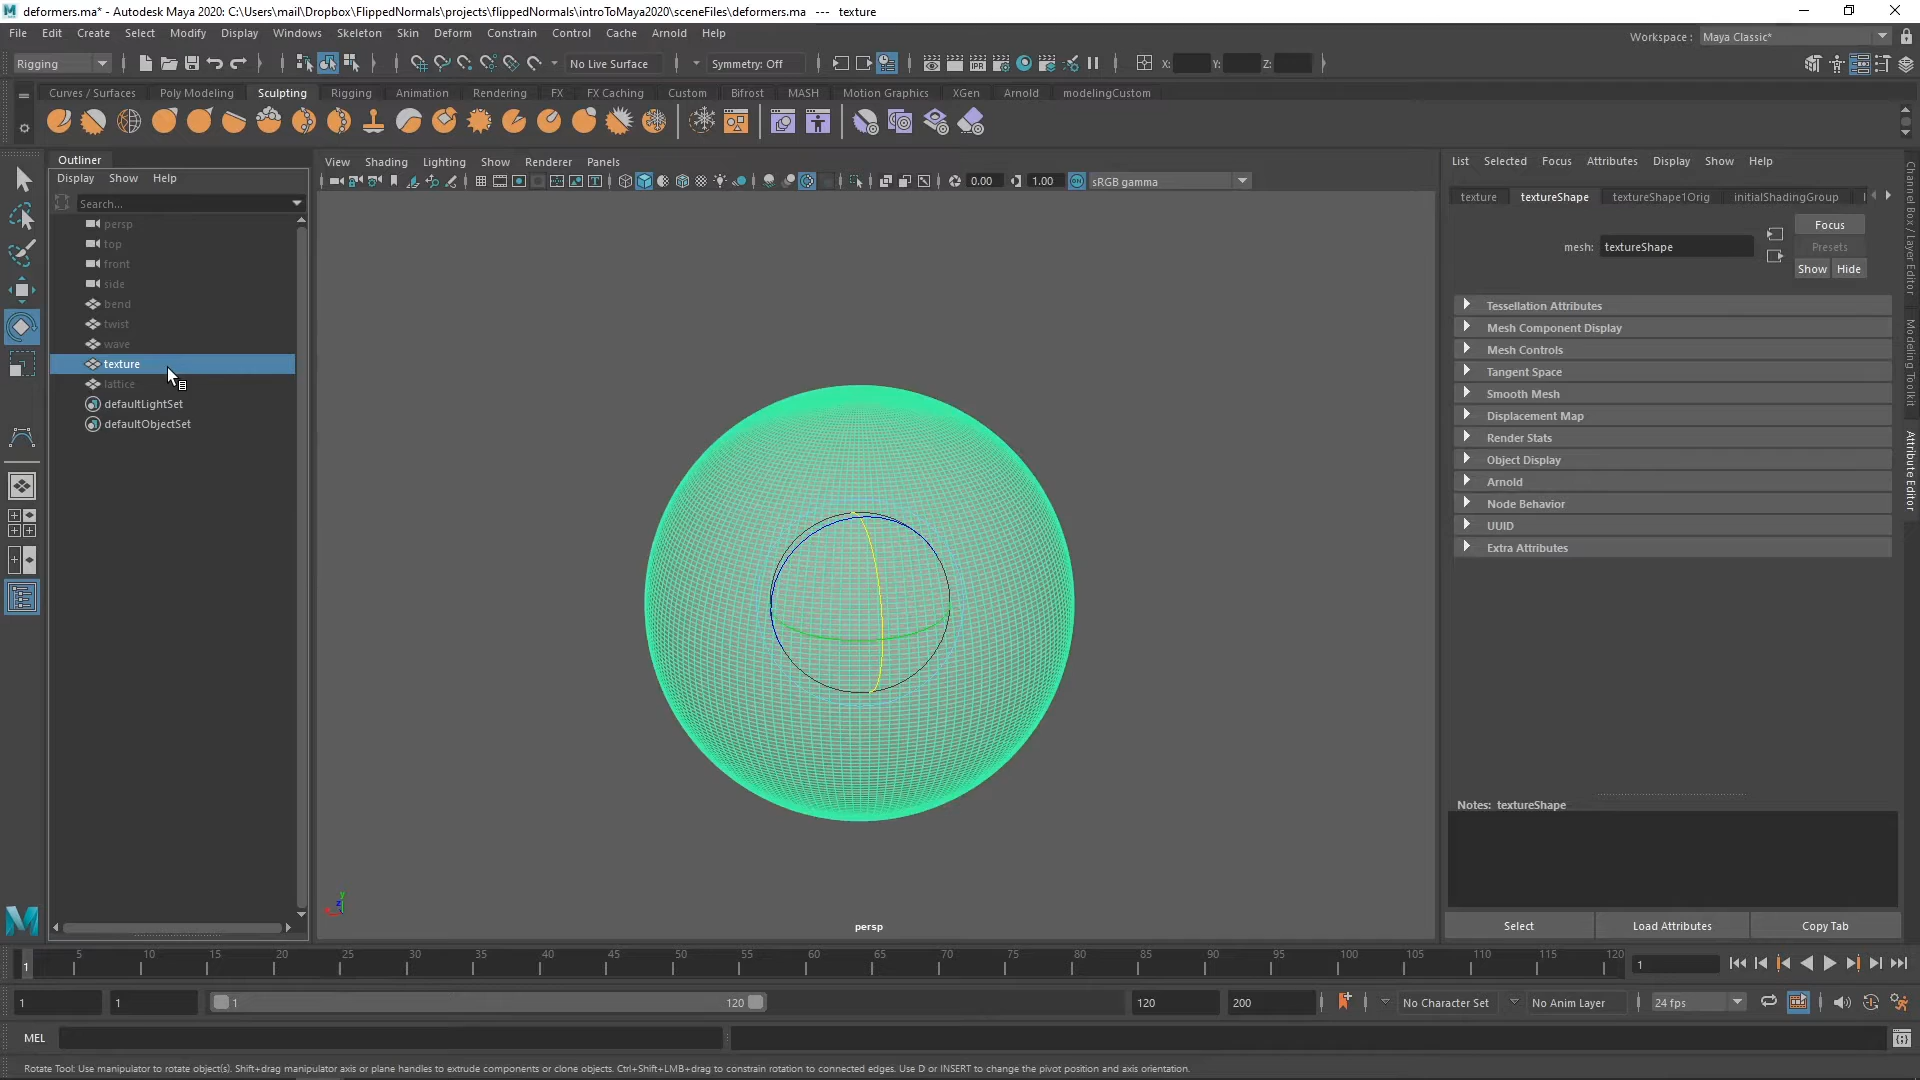 deformers.ma* - Autodesk Maya 2020: C:\Users\mail\Dropbox\FlippedNormals\projects\flippedNormals\introToMaya2020\sceneFiles\deformers.ma --- texture
File Edit Create Select Modify Display Windows Skeleton Skin Deform Constrain Control Cache Arnold Help
Workspace : Maya Classic*
Rigging No Live Surface Symmetry: Off X: Y: Z:
Curves / Surfaces Poly Modeling Sculpting Rigging Animation Rendering FX FX Caching Custom Bifrost MASH Motion Graphics XGen Arnold modelingCustom
Outliner
Display Show Help
Search...
persp
top
front
side
bend
twist
wave
texture
lattice
defaultLightSet
defaultObjectSet
View Shading Lighting Show Renderer Panels
0.00 1.00 sRGB gamma
persp
List Selected Focus Attributes Display Show Help
texture textureShape textureShape1Orig initialShadingGroup
Focus
mesh: textureShape
Presets
Show Hide
Tessellation Attributes
Mesh Component Display
Mesh Controls
Tangent Space
Smooth Mesh
Displacement Map
Render Stats
Object Display
Arnold
Node Behavior
UUID
Extra Attributes
Notes: textureShape
Select Load Attributes Copy Tab
Channel Box / Layer Editor
Modeling Toolkit
Attribute Editor
1 5 10 15 20 25 30 35 40 45 50 55 60 65 70 75 80 85 90 95 100 105 110 115 120
1
1 1 1 120 120 200 No Character Set No Anim Layer 24 fps
MEL
Rotate Tool: Use manipulator to rotate object(s). Shift+drag manipulator axis or plane handles to extrude components or clone objects. Ctrl+Shift+LMB+drag to constrain rotation to connected edges. Use D or INSERT to change the pivot position and axis orientation.